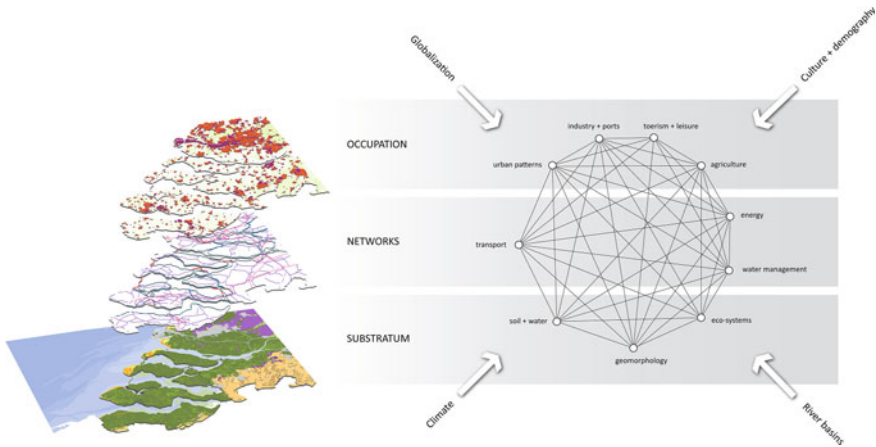 Globalization
Culture + demography
OCCUPATION
industry + ports
toerism + leisure
urban patterns
agriculture
NETWORKS
energy
transport
water management
SUBSTRATUM
soil + water
eco-systems
geomorphology
Climate
River basins